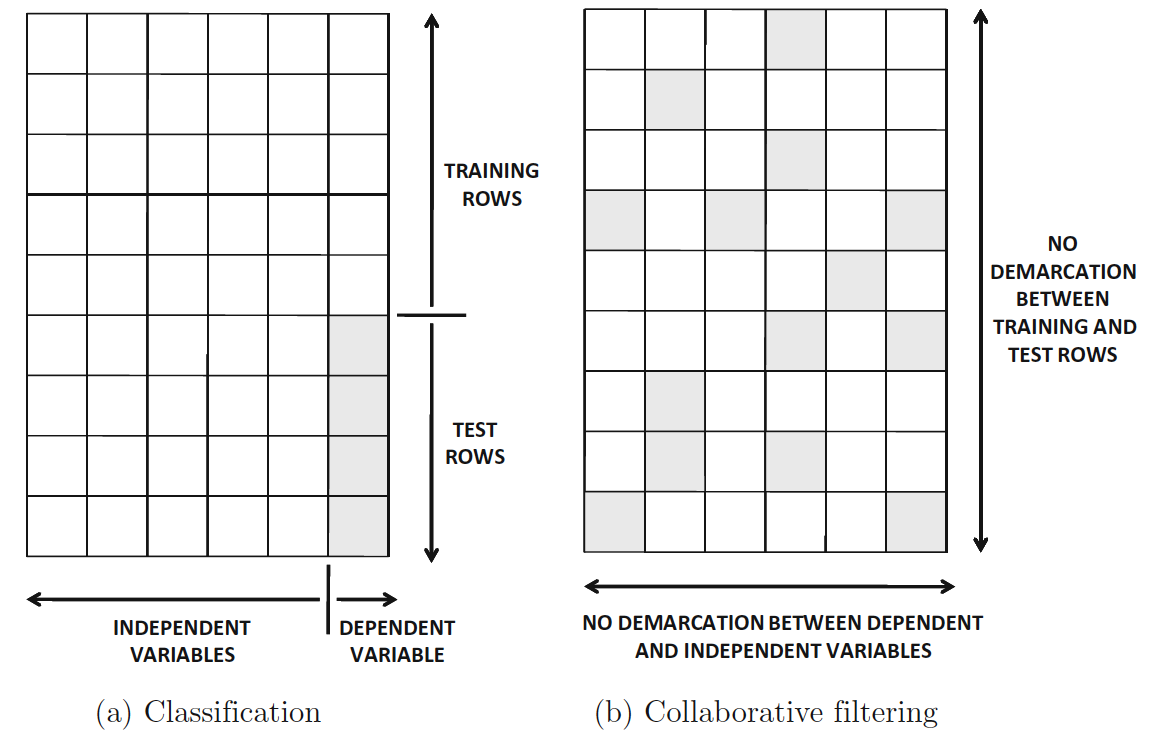 TRAINING
ROWS
TEST
ROWS
INDEPENDENT
VARIABLES
DEPENDENT
VARIABLE
(a) Classification
NO
DEMARCATION
BETWEEN
TRAINING AND
TEST ROWS
NO DEMARCATION BETWEEN DEPENDENT
AND INDEPENDENT VARIABLES
(b) Collaborative filtering